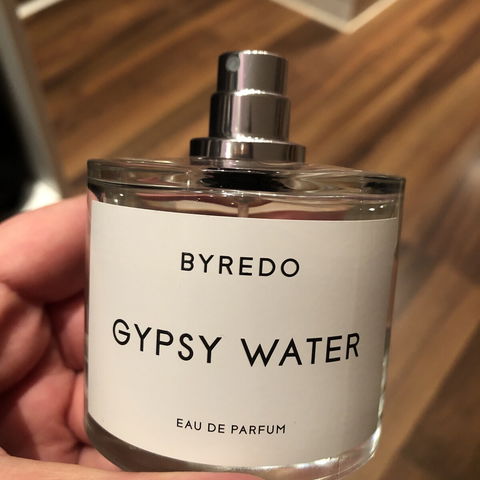 BYREDO
GYPSY WATER
EAU DE PARFUM